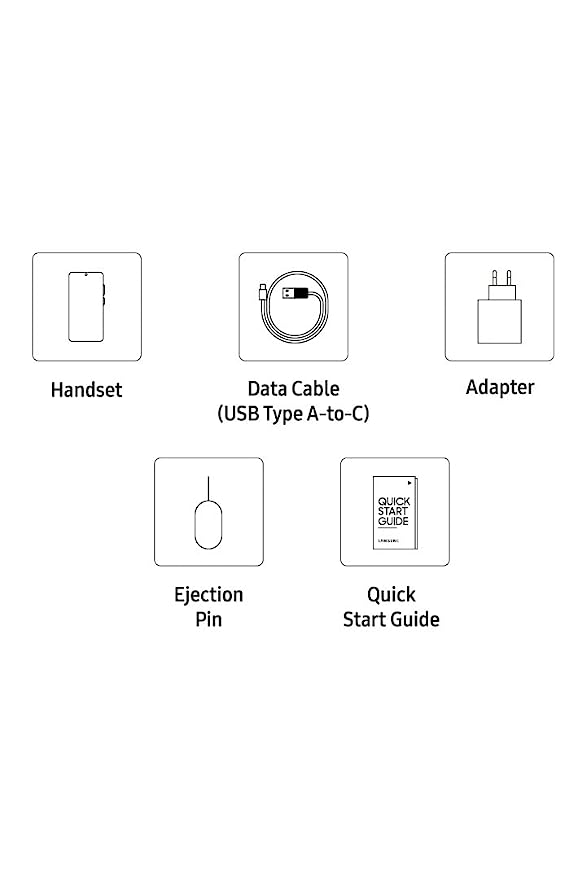 Handset
Data Cable
(USB Type A-to-C)
Adapter
QUICK
START
GUIDE
SAMSUNG
Ejection
Pin
Quick
Start Guide